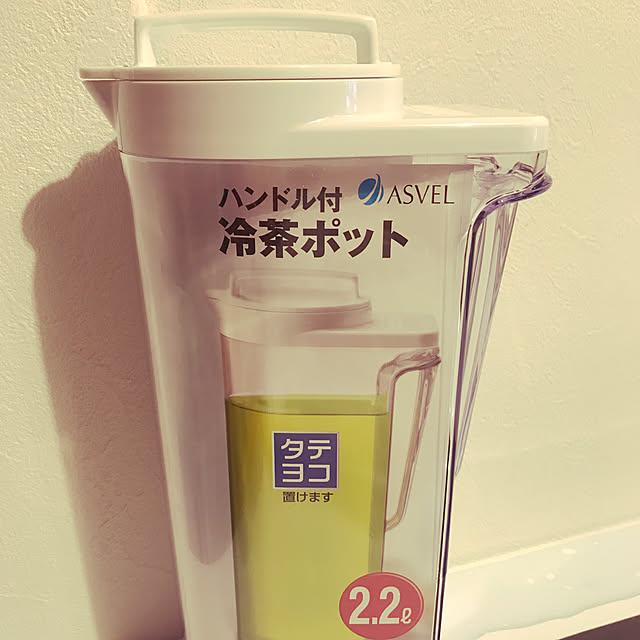 ハンドル付
ASVEL
冷茶ポット
タテ
ヨコ
置けます
2.2ℓ